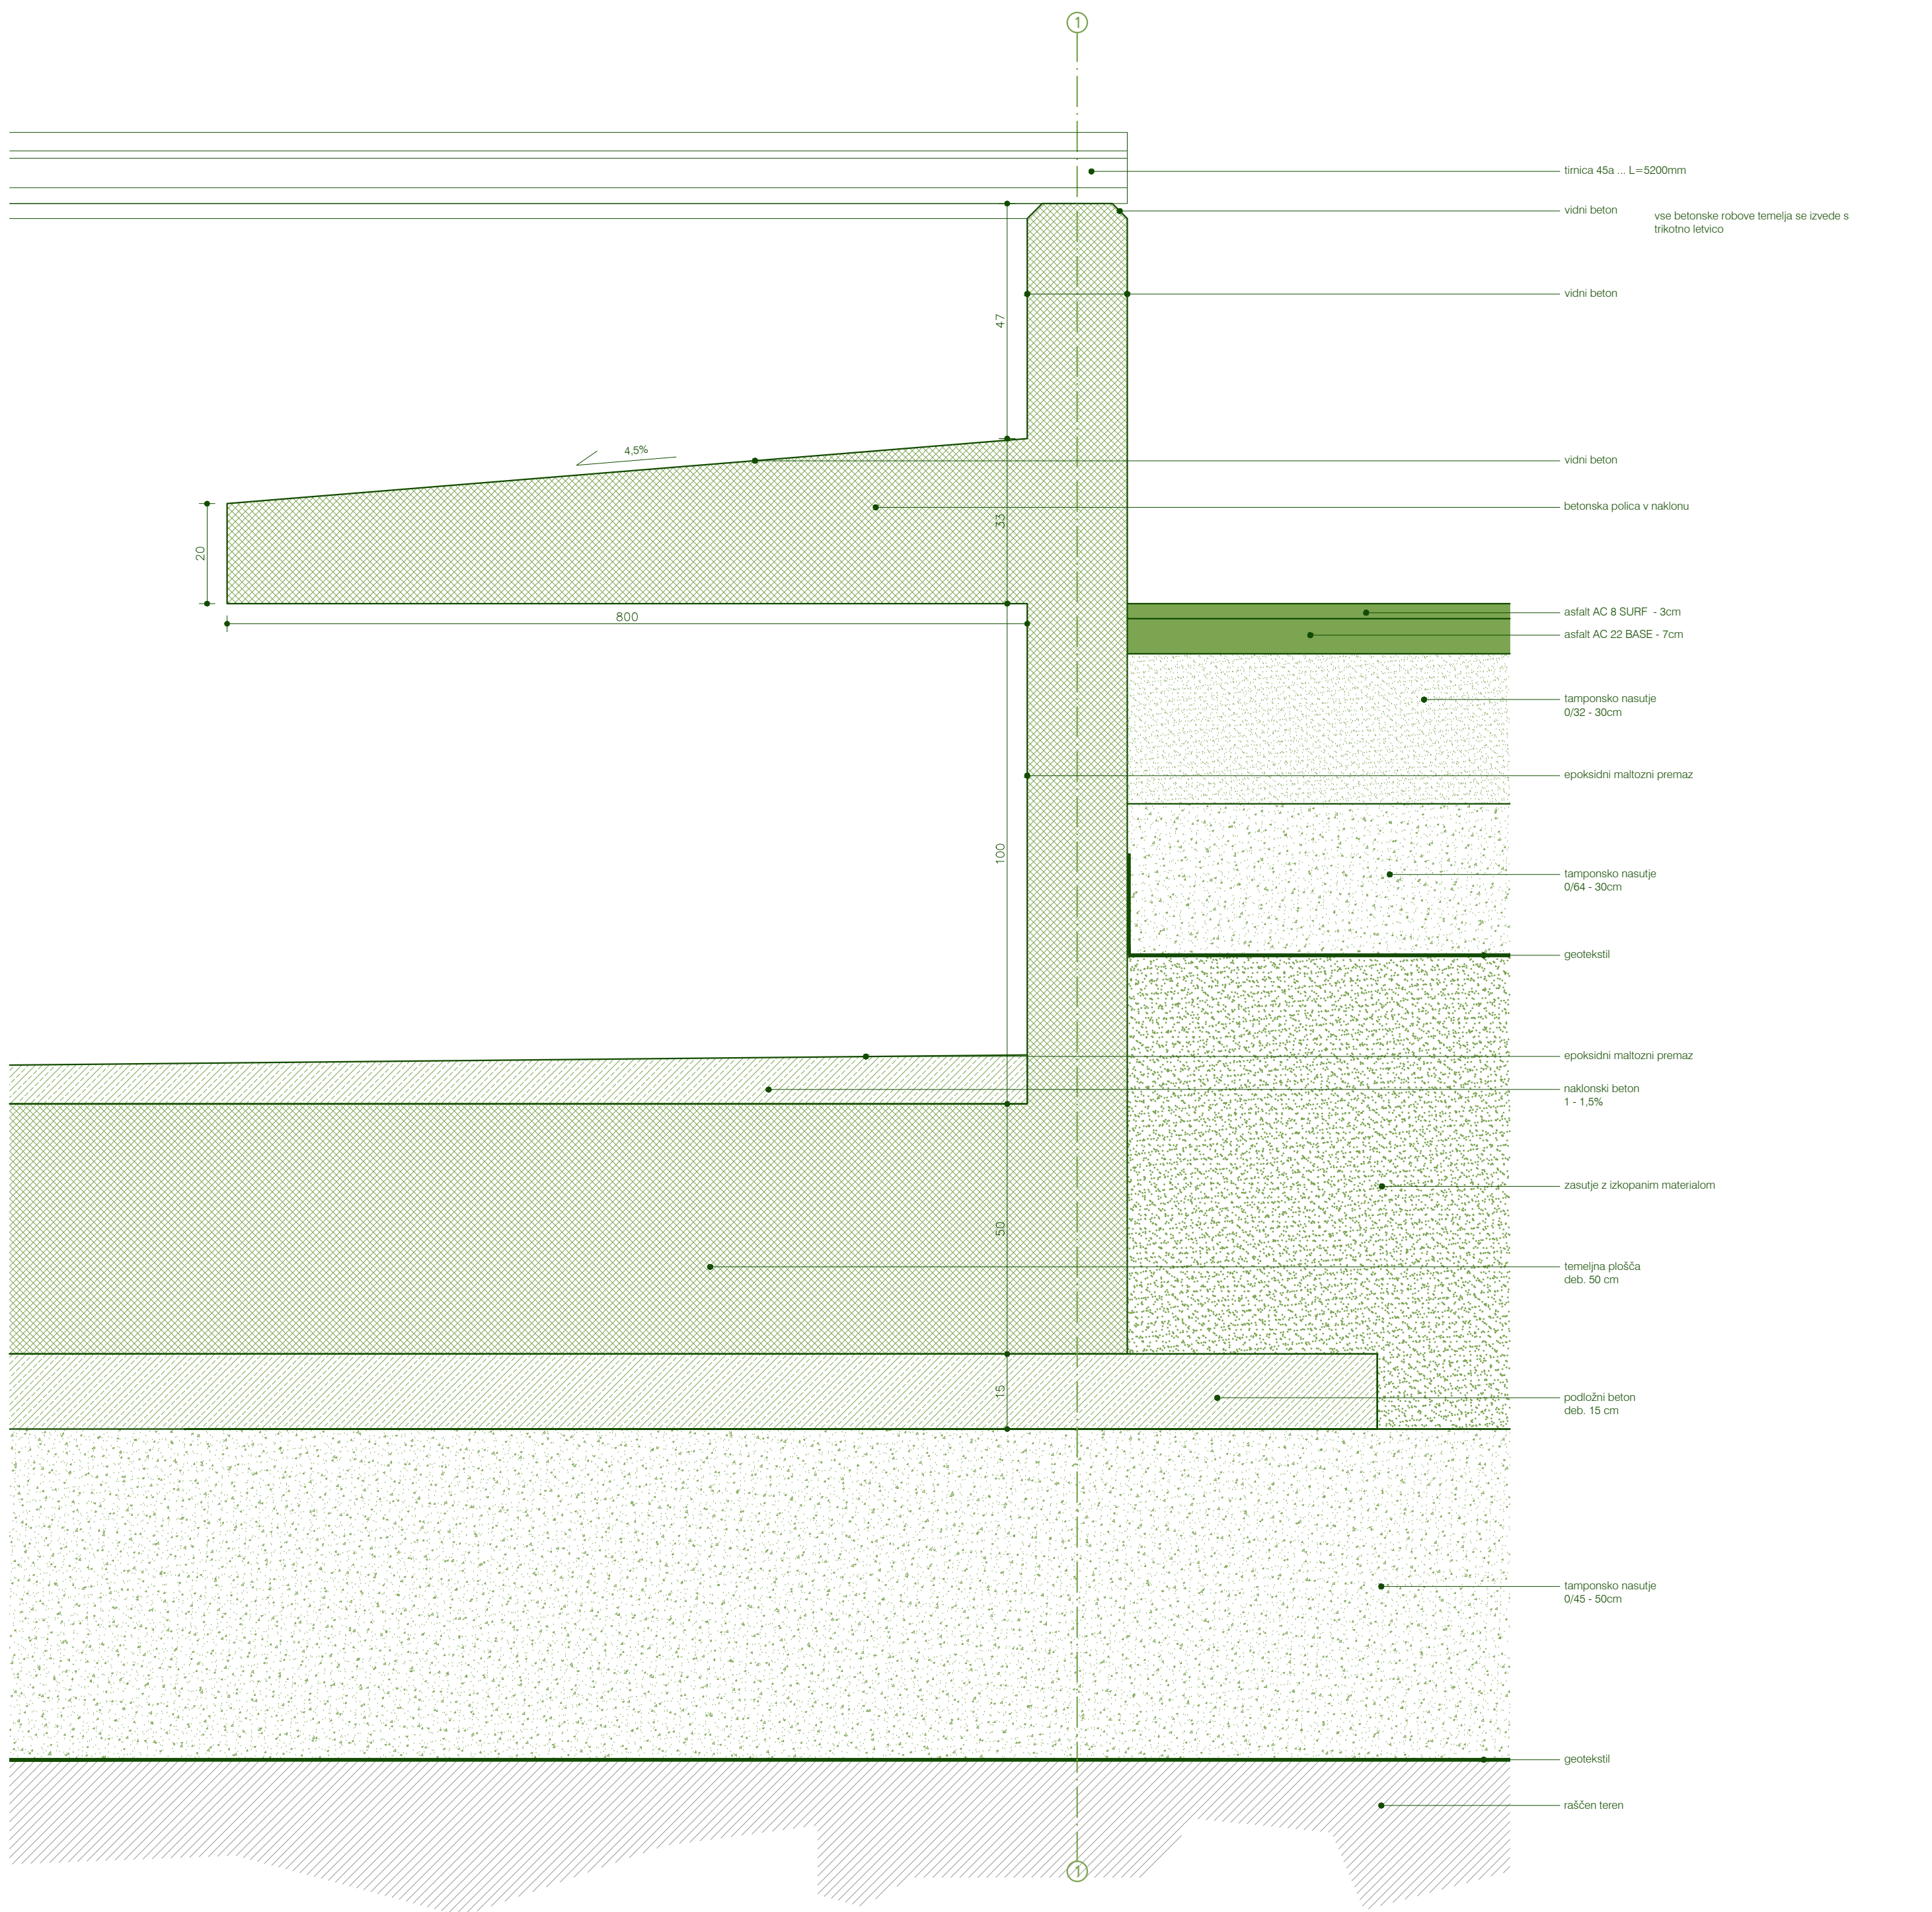 1
tirnica 45a ... L=5200mm
vidni beton
vse betonske robove temelja se izvede s
trikotno letvico
vidni beton
47
4,5%
vidni beton
betonska polica v naklonu
33
20
800
asfalt AC 8 SURF - 3cm
asfalt AC 22 BASE - 7cm
tamponsko nasutje
0/32 - 30cm
epoksidni maltozni premaz
100
tamponsko nasutje
0/64 - 30cm
geotekstil
epoksidni maltozni premaz
naklonski beton
1 - 1,5%
zasutje z izkopanim materialom
50
temeljna plošča
deb. 50 cm
15
podložni beton
deb. 15 cm
tamponsko nasutje
0/45 - 50cm
geotekstil
raščen teren
1